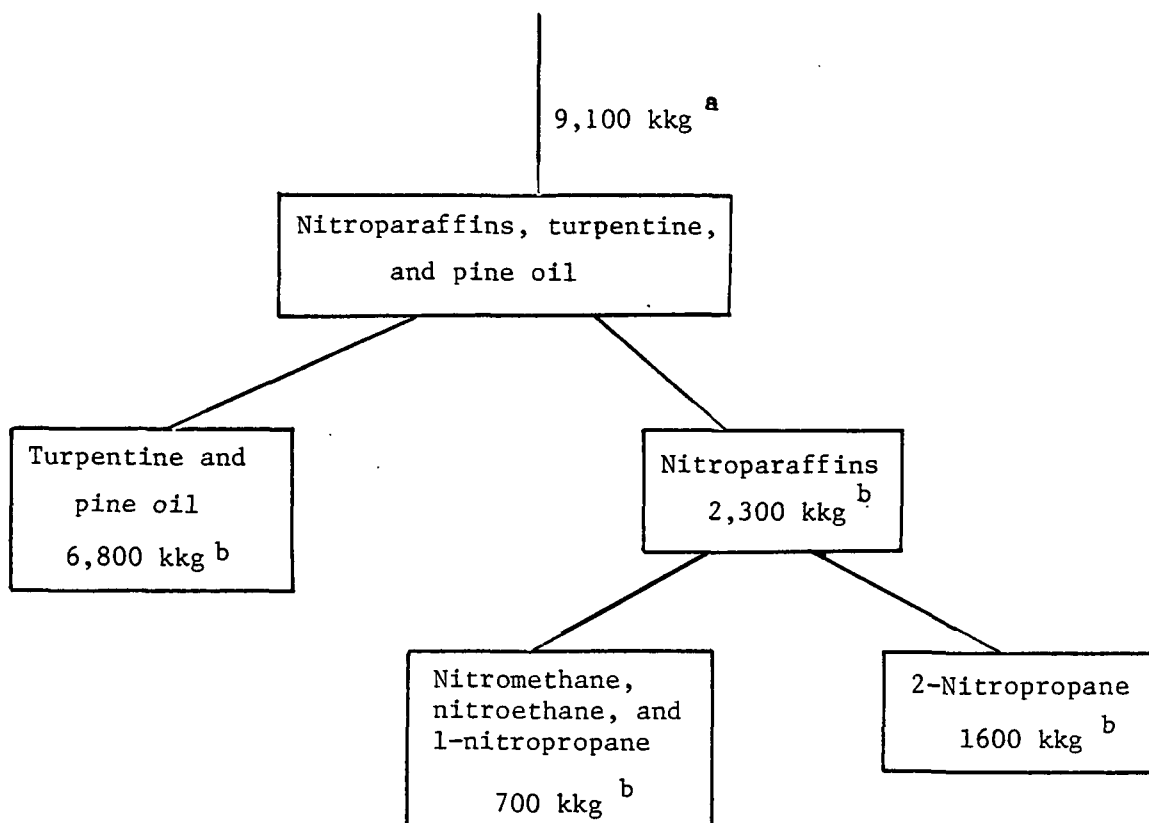 9,100 kkg a
Nitroparaffins, turpentine,
and pine oil
Turpentine and
pine oil
6,800 kkg b
Nitroparaffins
2,300 kkg b
Nitromethane,
nitroethane, and
1-nitropropane
700 kkg b
2-Nitropropane
1600 kkg b